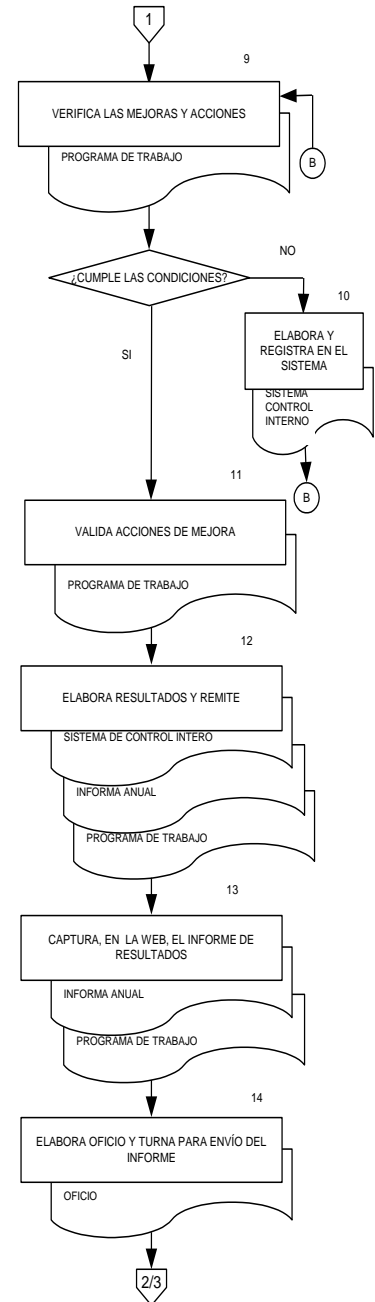 1
9
VERIFICA LAS MEJORAS Y ACCIONES
PROGRAMA DE TRABAJO
B
¿CUMPLE LAS CONDICIONES?
NO
10
ELABORA Y
REGISTRA EN EL
SISTEMA
SISTEMA
CONTROL
INTERNO
SI
B
11
VALIDA ACCIONES DE MEJORA
PROGRAMA DE TRABAJO
12
ELABORA RESULTADOS Y REMITE
SISTEMA DE CONTROL INTERO
INFORMA ANUAL
PROGRAMA DE TRABAJO
13
CAPTURA, EN LA WEB, EL INFORME DE
RESULTADOS
INFORMA ANUAL
PROGRAMA DE TRABAJO
14
ELABORA OFICIO Y TURNA PARA ENVÍO DEL
INFORME
OFICIO
2/3